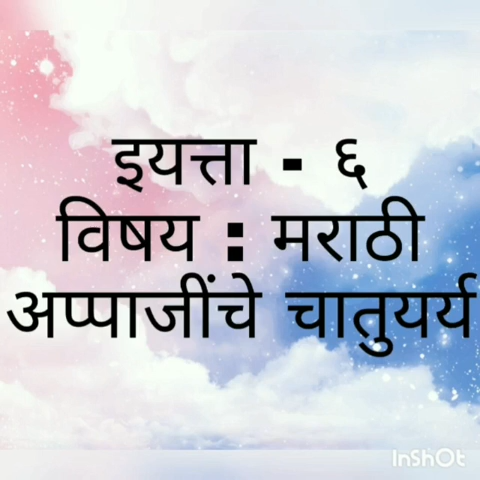 इयत्ता - ६
विषय : मराठी
अप्पाजींचे चातुयर्य
InShOt